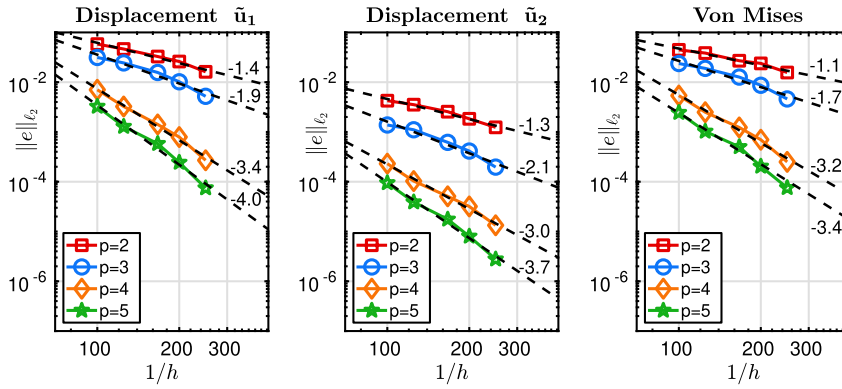 Displacement ũ₁
10⁻²
10⁻⁴
10⁻⁶
||e||ℓ₂
-1.4
-1.9
-3.4
-4.0
p=2
p=3
p=4
p=5
100
200
300
1/h
Displacement ũ₂
10⁻²
10⁻⁴
10⁻⁶
||e||ℓ₂
-1.3
-2.1
-3.0
-3.7
p=2
p=3
p=4
p=5
100
200
300
1/h
Von Mises
10⁻²
10⁻⁴
10⁻⁶
||e||ℓ₂
-1.1
-1.7
-3.2
-3.4
p=2
p=3
p=4
p=5
100
200
300
1/h